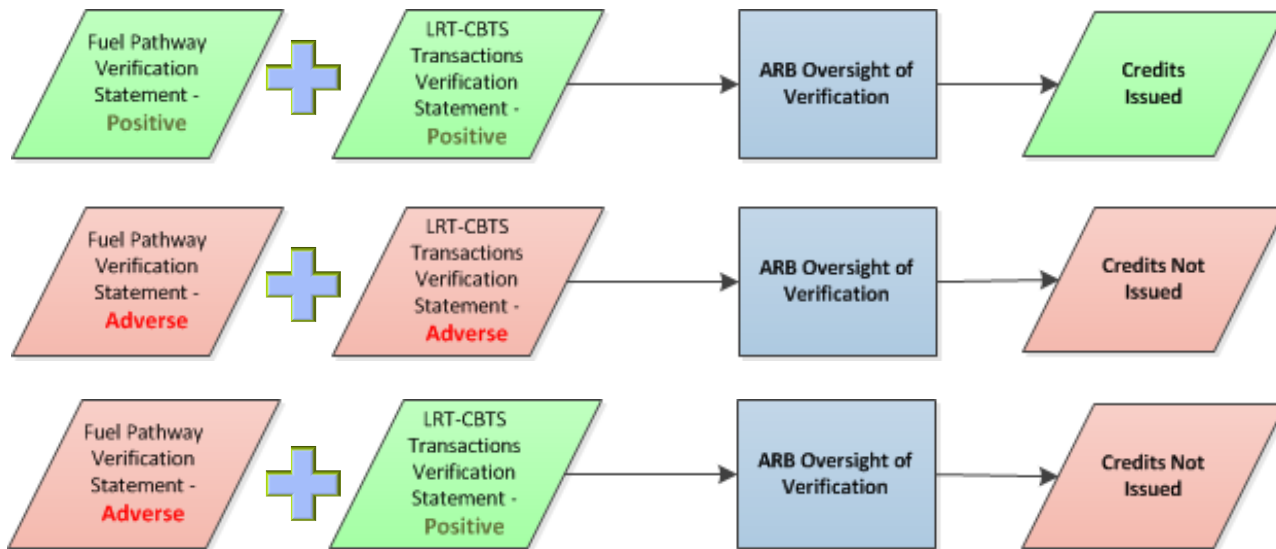 Fuel Pathway
Verification
Statement -
Positive
LRT-CBTS
Transactions
Verification
Statement -
Positive
ARB Oversight of
Verification
Credits
Issued
Fuel Pathway
Verification
Statement -
Adverse
LRT-CBTS
Transactions
Verification
Statement -
Adverse
ARB Oversight of
Verification
Credits Not
Issued
Fuel Pathway
Verification
Statement -
Adverse
LRT-CBTS
Transactions
Verification
Statement -
Positive
ARB Oversight of
Verification
Credits Not
Issued